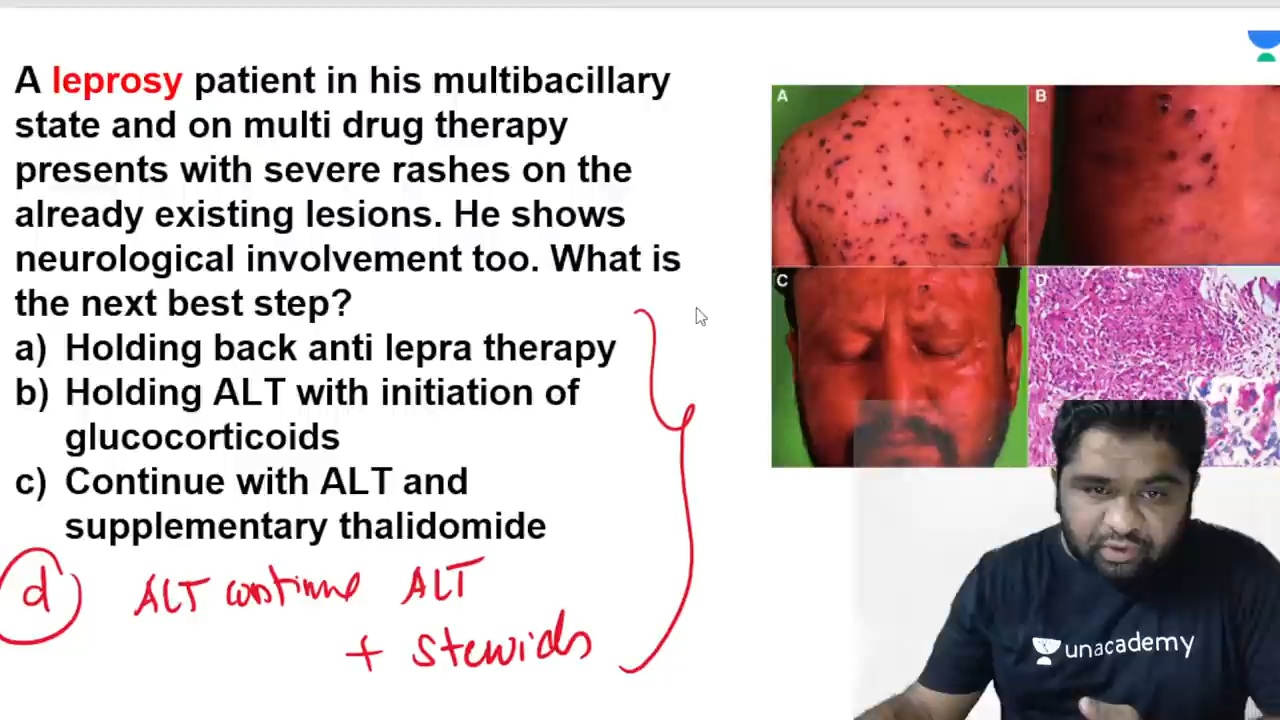 A leprosy patient in his multibacillary
state and on multi drug therapy
presents with severe rashes on the
already existing lesions. He shows
neurological involvement too. What is
the next best step?
a) Holding back anti lepra therapy
b) Holding ALT with initiation of
glucocorticoids
c) Continue with ALT and
supplementary thalidomide
d) ALT continue ALT
+ steroids
A
B
C
D
unacademy